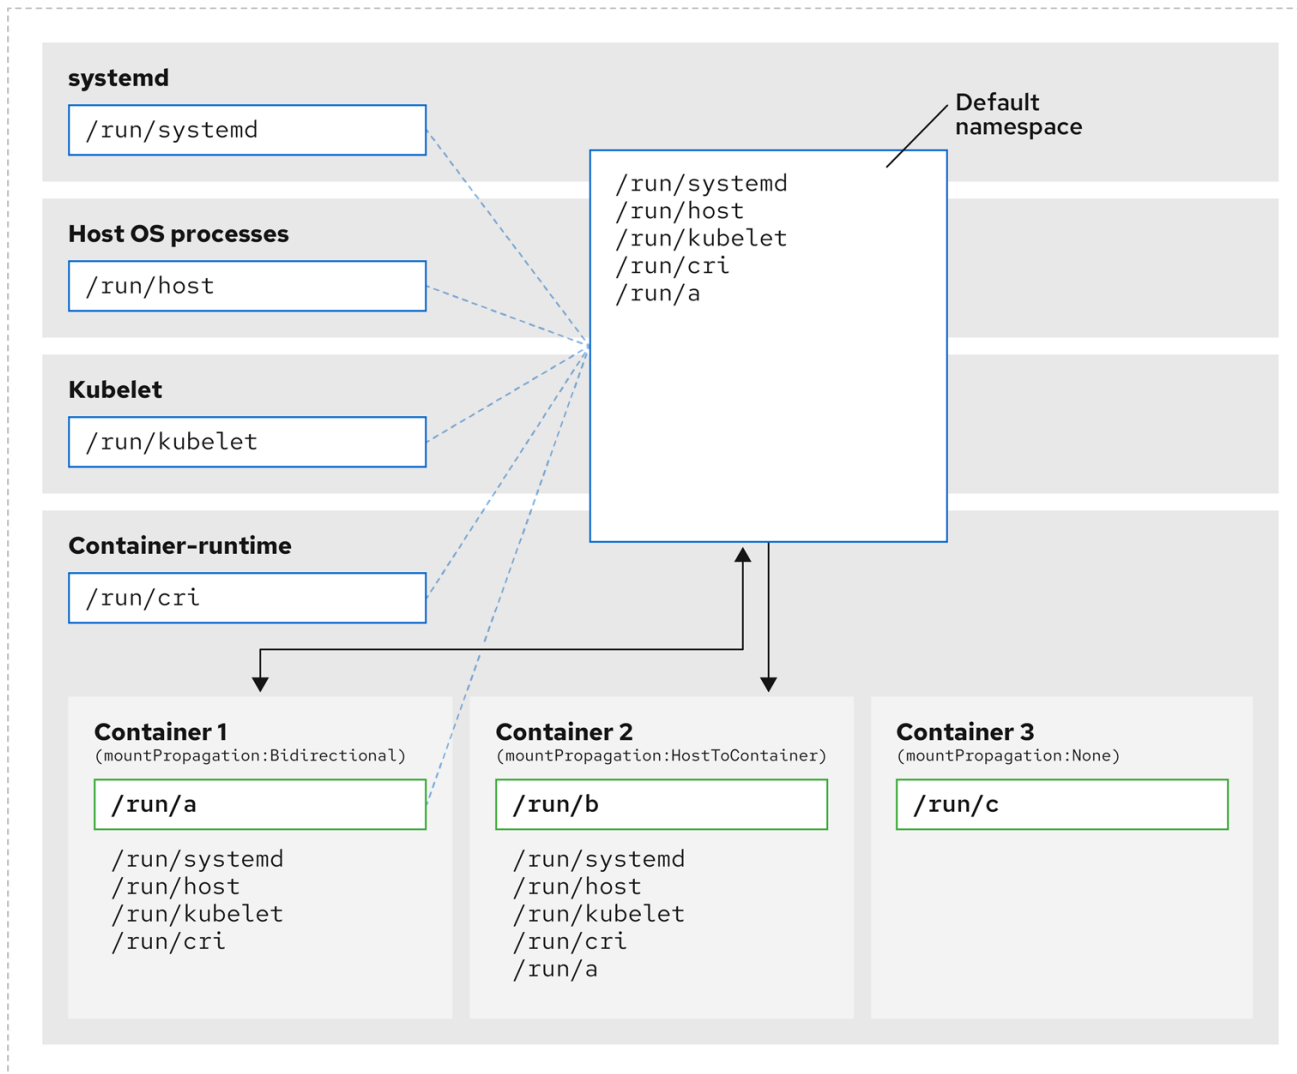 systemd
/run/systemd
Default
namespace
/run/systemd
/run/host
/run/kubelet
/run/cri
/run/a
Host OS processes
/run/host
Kubelet
/run/kubelet
Container-runtime
/run/cri
Container 1
(mountPropagation:Bidirectional)
/run/a
/run/systemd
/run/host
/run/kubelet
/run/cri
Container 2
(mountPropagation:HostToContainer)
/run/b
/run/systemd
/run/host
/run/kubelet
/run/cri
/run/a
Container 3
(mountPropagation:None)
/run/c